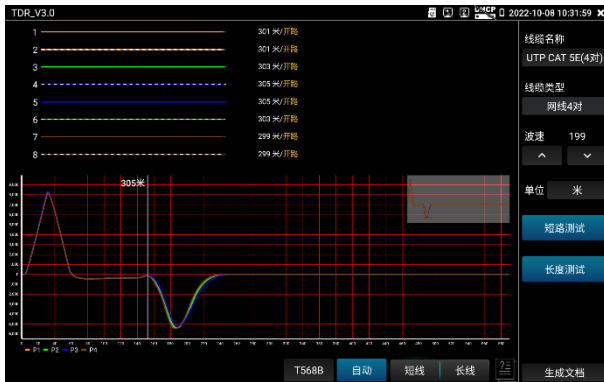 TDR_V3.0
2022-10-08 10:31:59
1 301 米/开路
2 301 米/开路
3 303 米/开路
4 305 米/开路
5 305 米/开路
6 303 米/开路
7 299 米/开路
8 299 米/开路
305米
P1 P2 P3 P4
线缆名称
UTP CAT 5E(4对)
线缆类型
网线4对
波速 199
单位 米
短路测试
长度测试
T568B 自动 短线 长线
生成文档